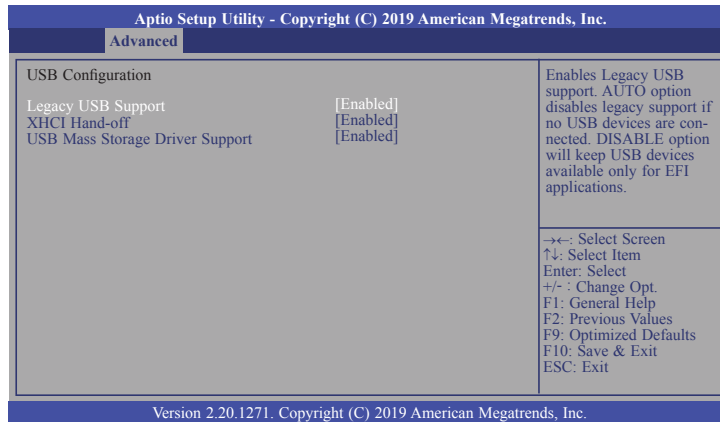 Aptio Setup Utility - Copyright (C) 2019 American Megatrends, Inc.
Advanced
USB Configuration
Legacy USB Support [Enabled]
XHCI Hand-off [Enabled]
USB Mass Storage Driver Support [Enabled]
Enables Legacy USB
support. AUTO option
disables legacy support if
no USB devices are con-
nected. DISABLE option
will keep USB devices
available only for EFI
applications.
→←: Select Screen
↑↓: Select Item
Enter: Select
+/- : Change Opt.
F1: General Help
F2: Previous Values
F9: Optimized Defaults
F10: Save & Exit
ESC: Exit
Version 2.20.1271. Copyright (C) 2019 American Megatrends, Inc.